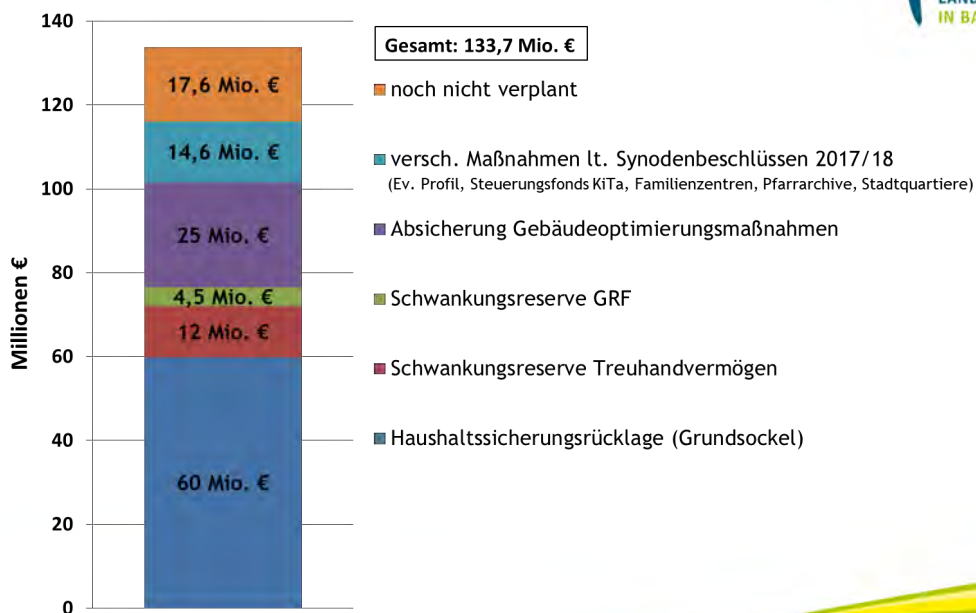 LAND
IN BA
140
120
100
80
60
40
20
0
Millionen €
17,6 Mio. €
14,6 Mio. €
25 Mio. €
4,5 Mio. €
12 Mio. €
60 Mio. €
Gesamt: 133,7 Mio. €
noch nicht verplant
versch. Maßnahmen lt. Synodenbeschlüssen 2017/18
(Ev. Profil, Steuerungsfonds KiTa, Familienzentren, Pfarrarchive, Stadtquartiere)
Absicherung Gebäudeoptimierungsmaßnahmen
Schwankungsreserve GRF
Schwankungsreserve Treuhandvermögen
Haushaltssicherungsrücklage (Grundsockel)